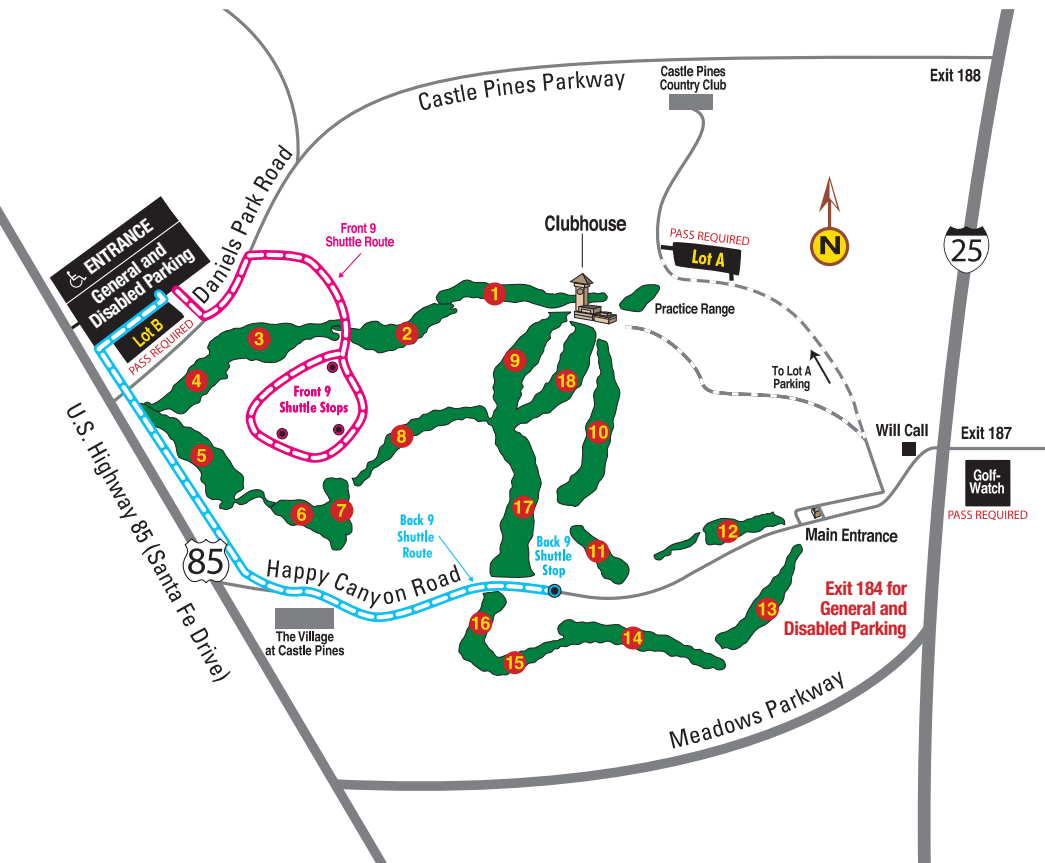 Castle Pines Parkway
Castle Pines
Country Club
Exit 188
Daniels Park Road
Front 9
Shuttle Route
Clubhouse
PASS REQUIRED
Lot A
N
25
ENTRANCE
General and
Disabled Parking
Lot B
PASS REQUIRED
Practice Range
1
2
3
4
9
18
To Lot A
Parking
Front 9
Shuttle Stops
8
10
Will Call
Exit 187
5
Golf-
Watch
PASS REQUIRED
6
7
17
12
Main Entrance
U.S. Highway 85 (Santa Fe Drive)
85
Back 9
Shuttle
Route
Back 9
Shuttle
Stop
11
Happy Canyon Road
Exit 184 for
General and
Disabled Parking
13
16
14
15
The Village
at Castle Pines
Meadows Parkway